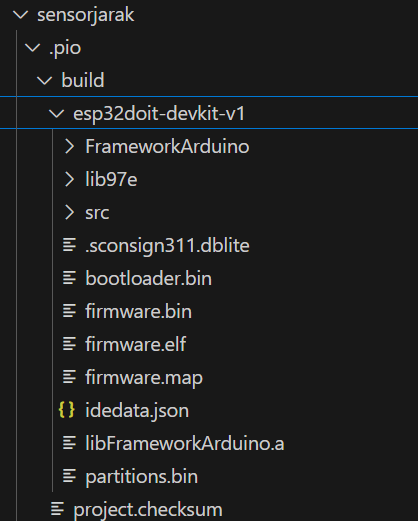 sensorjarak
.pio
build
esp32doit-devkit-v1
FrameworkArduino
lib97e
src
.sconsign311.dblite
bootloader.bin
firmware.bin
firmware.elf
firmware.map
{} idedata.json
libFrameworkArduino.a
partitions.bin
project.checksum